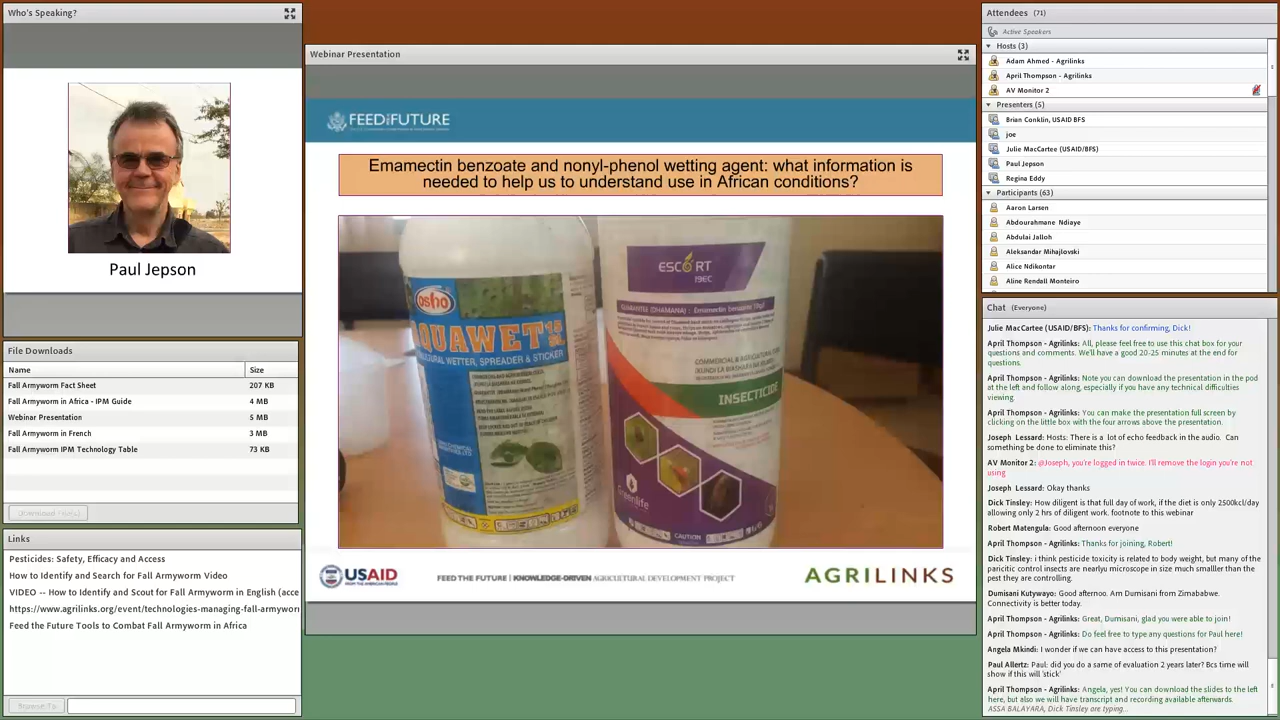 Who's Speaking?
Paul Jepson
File Downloads
Name Size
Fall Armyworm Fact Sheet 207 KB
Fall Armyworm in Africa - IPM Guide 4 MB
Webinar Presentation 5 MB
Fall Armyworm in French 3 MB
Fall Armyworm IPM Technology Table 73 KB
Download File(s)
Links
Pesticides: Safety, Efficacy and Access
How to Identify and Search for Fall Armyworm Video
VIDEO -- How to Identify and Scout for Fall Armyworm in English (acce
https://www.agrilinks.org/event/technologies-managing-fall-armyworm
Feed the Future Tools to Combat Fall Armyworm in Africa
Browse To
Webinar Presentation
FEEDtheFUTURE
Emamectin benzoate and nonyl-phenol wetting agent: what information is
needed to help us to understand use in African conditions?
osho
QUAWET 15 SL
WETTER, SPREADER & STICKER
ESCORT
19EC
INSECTICIDE
Greenlife
CAUTION
USAID
FROM THE AMERICAN PEOPLE
FEED THE FUTURE | KNOWLEDGE-DRIVEN AGRICULTURAL DEVELOPMENT PROJECT
AGRILINKS
Attendees (71)
Active Speakers
Hosts (3)
Adam Ahmed - Agrilinks
April Thompson - Agrilinks
AV Monitor 2
Presenters (5)
Brian Conklin, USAID BFS
joe
Julie MacCartee (USAID/BFS)
Paul Jepson
Regina Eddy
Participants (63)
Aaron Larsen
Abdourahmane Ndiaye
Abdulai Jalloh
Aleksandar Mihajlovski
Alice Ndikontar
Aline Rendall Monteiro
Chat (Everyone)
Julie MacCartee (USAID/BFS): Thanks for confirming, Dick!
April Thompson - Agrilinks: All, please feel free to use this chat box for your
questions and comments. We'll have a good 20-25 minutes at the end for
questions.
April Thompson - Agrilinks: Note you can download the presentation in the pod
at the left and follow along, especially if you have any technical difficulties
viewing
April Thompson - Agrilinks: You can make the presentation full screen by
clicking on the little box with the four arrows above the presentation.
Joseph Lessard: Hosts: There is a lot of echo feedback in the audio. Can
something be done to eliminate this?
AV Monitor 2: @Joseph, you're logged in twice. I'll remove the login you're not
using
Joseph Lessard: Okay thanks
Dick Tinsley: How diligent is that full day of work, if the diet is only 2500kcl/day
allowing only 2 hrs of diligent work. footnote to this webinar
Robert Matengula: Good afternoon everyone
April Thompson - Agrilinks: Thanks for joining, Robert!
Dick Tinsley: i think pesticide toxicity is related to body weight, but many of the
paricitic control insects are nearlyu microscope in size much smaller than the
pest they are controlling.
Dumisani Kutywayo: Good afternoo. Am Dumisani from Zimababwe.
Connectivity is better today.
April Thompson - Agrilinks: Great, Dumisani, glad you were able to join!
April Thompson - Agrilinks: Do feel free to type any questions for Paul here!
Angela Mkindi: I wonder if we can have access to this presentation?
Paul Allertz: Paul: did you do a same of evaluation 2 years later? Bcs time will
show if this will 'stick'
April Thompson - Agrilinks: Angela, yes! You can download the slides to the left
here, but also we will have transcript and recording available afterwards.
ASSA BALAYARA, Dick Tinsley are typing...